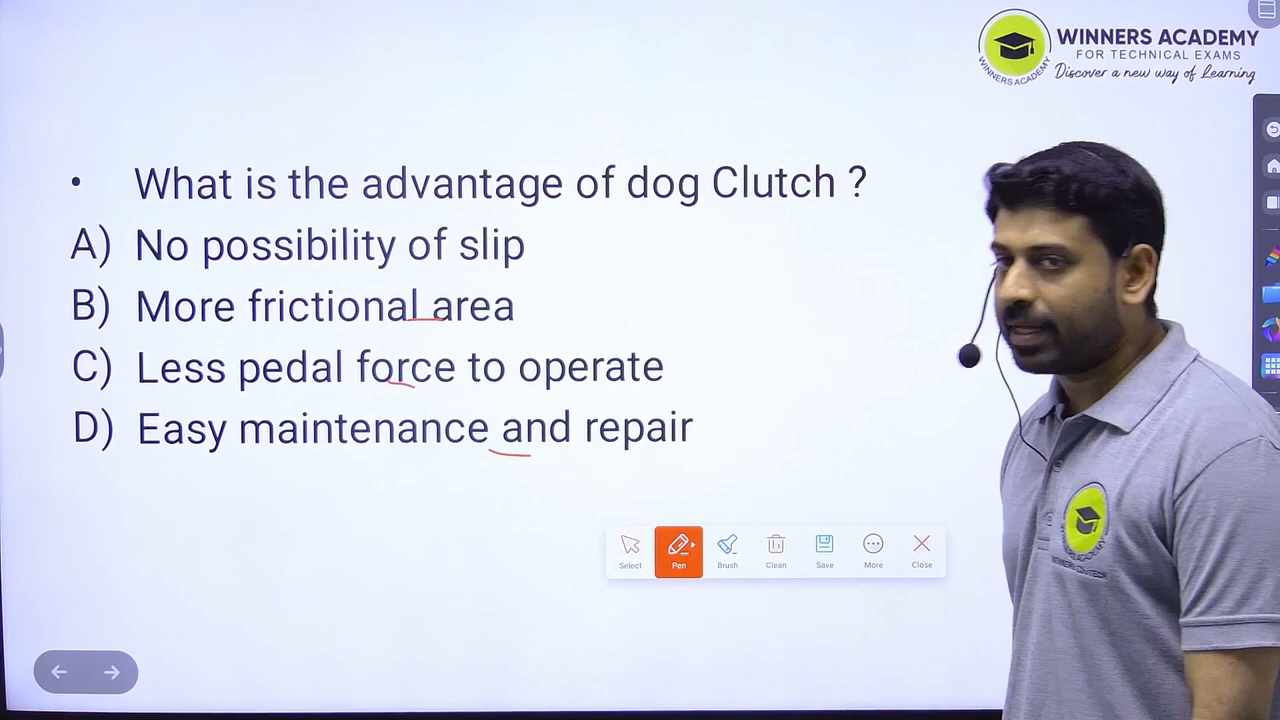 WINNERS ACADEMY
FOR TECHNICAL EXAMS
Discover a new way of Learning
WINNERS ACADEMY
• What is the advantage of dog Clutch ?
A) No possibility of slip
B) More frictional area
C) Less pedal force to operate
D) Easy maintenance and repair
Select
Pen
Brush
Clean
Save
More
Close